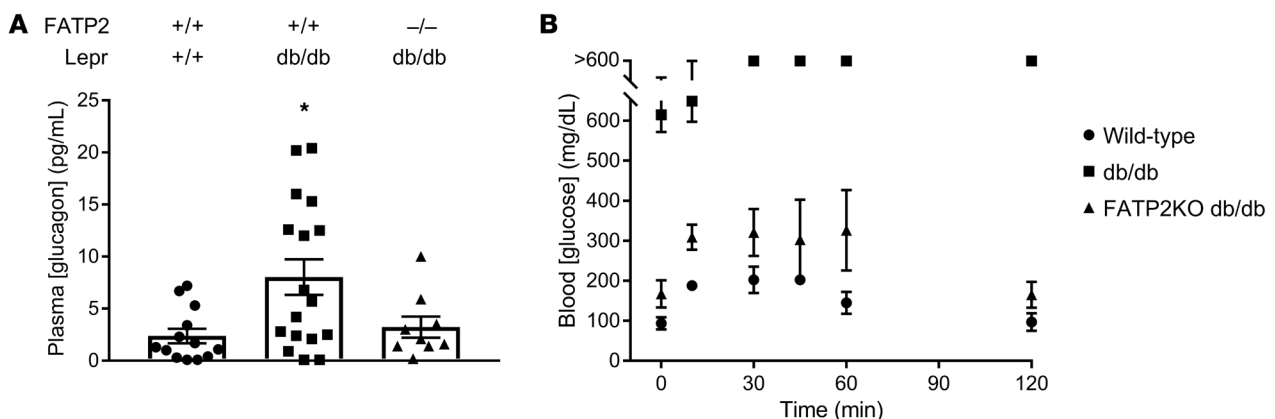 A
FATP2 +/+ +/+ –/–
Lepr +/+ db/db db/db
Plasma [glucagon] (pg/mL)
25
20
15
10
5
0
*
B
Blood [glucose] (mg/dL)
>600
600
500
400
300
200
100
0
0 30 60 90 120
Time (min)
Wild-type
db/db
FATP2KO db/db